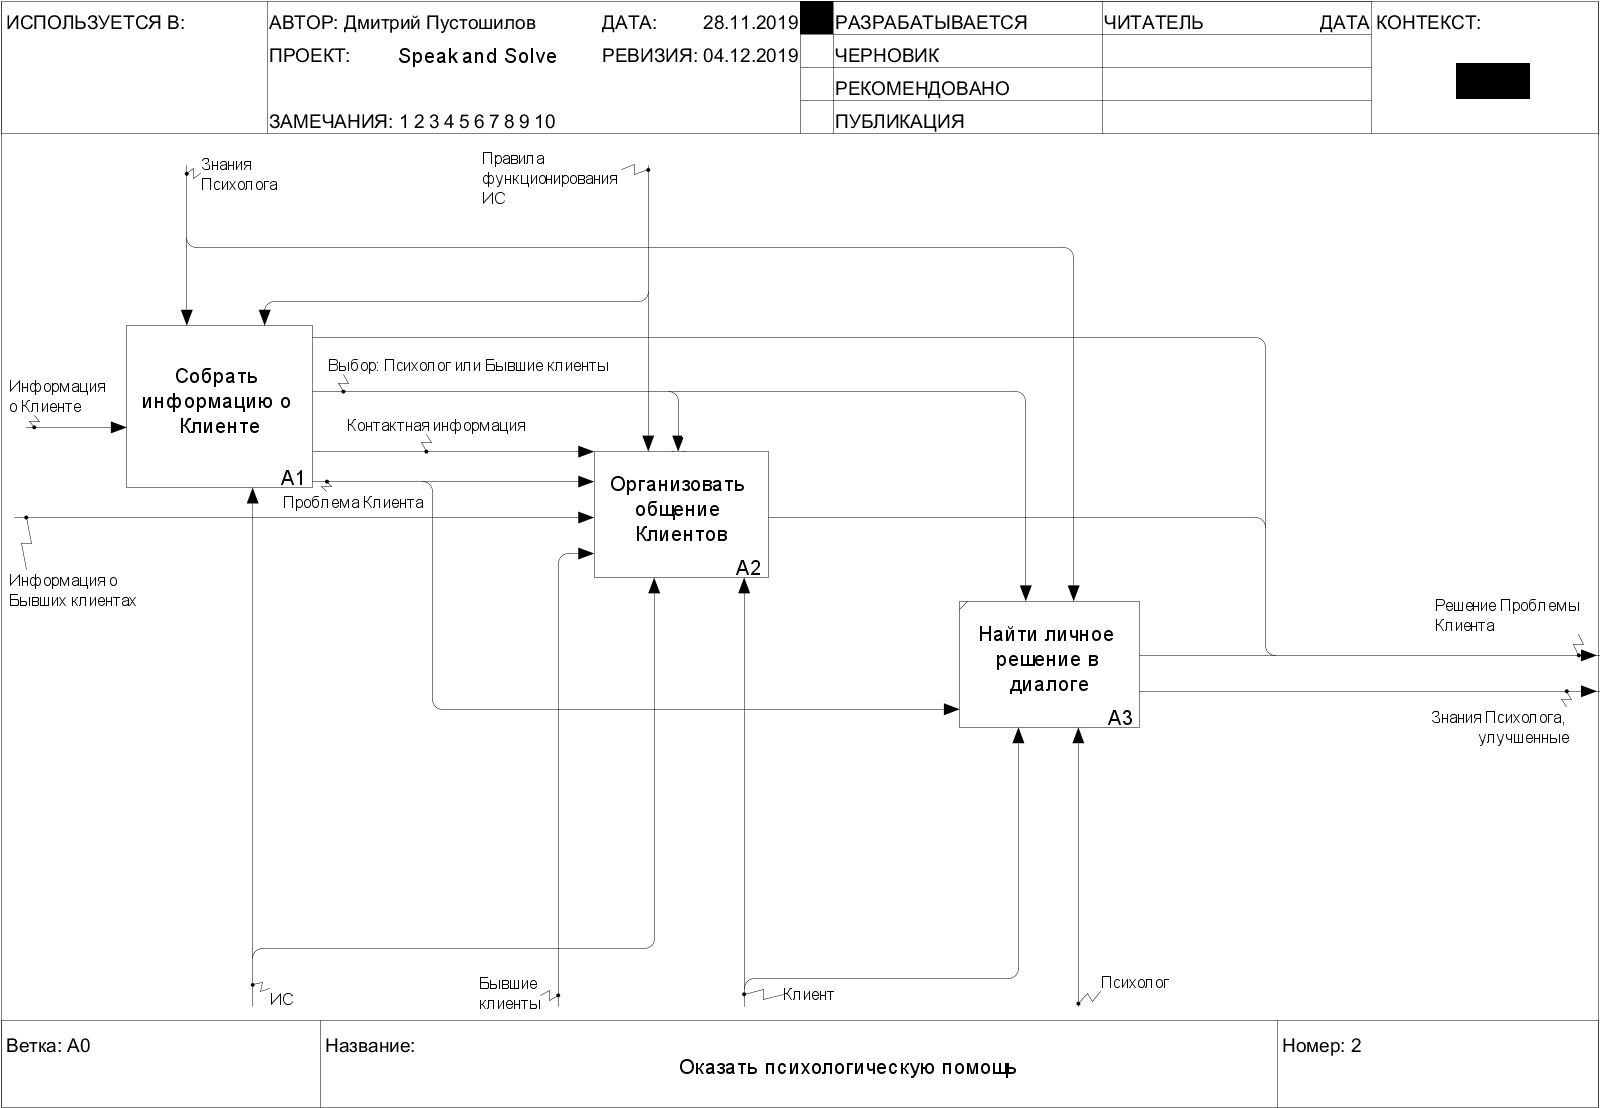 ИСПОЛЬЗУЕТСЯ В:
АВТОР: Дмитрий Пустошилов
ДАТА: 28.11.2019
ПРОЕКТ: Speak and Solve
РЕВИЗИЯ: 04.12.2019
ЗАМЕЧАНИЯ: 1 2 3 4 5 6 7 8 9 10
РАЗРАБАТЫВАЕТСЯ
ЧЕРНОВИК
РЕКОМЕНДОВАНО
ПУБЛИКАЦИЯ
ЧИТАТЕЛЬ
ДАТА
КОНТЕКСТ:
Знания
Психолога
Правила
функционирования
ИС
Собрать
информацию о
Клиенте
A1
Информация
о Клиенте
Выбор: Психолог или Бывшие клиенты
Контактная информация
Проблема Клиента
Организовать
общение
Клиентов
A2
Информация о
Бывших клиентах
Найти личное
решение в
диалоге
A3
Решение Проблемы
Клиента
Знания Психолога,
улучшенные
ИС
Бывшие
клиенты
Клиент
Психолог
Ветка: A0
Название:
Оказать психологическую помощь
Номер: 2